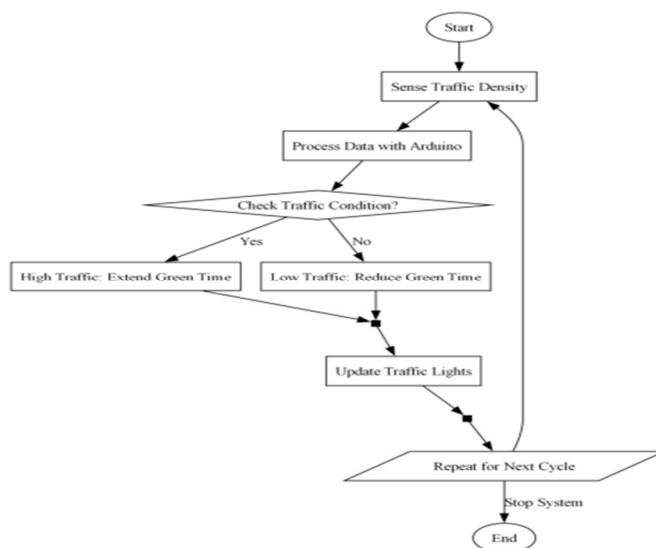 Start
Sense Traffic Density
Process Data with Arduino
Check Traffic Condition?
Yes
No
High Traffic: Extend Green Time
Low Traffic: Reduce Green Time
Update Traffic Lights
Repeat for Next Cycle
Stop System
End